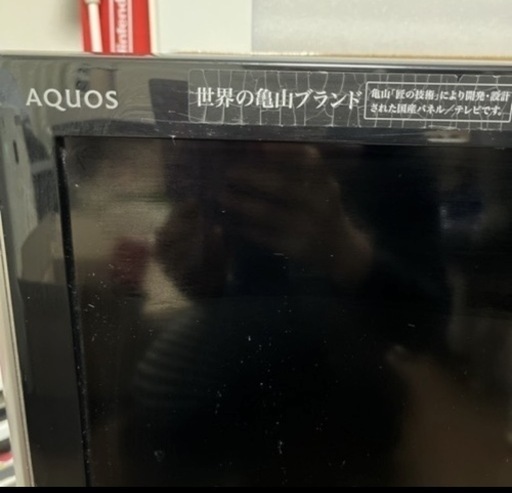 Nintendo
AQUOS
世界の亀山ブランド
亀山「匠の技術」により開発・設計
された国産パネル／テレビです。